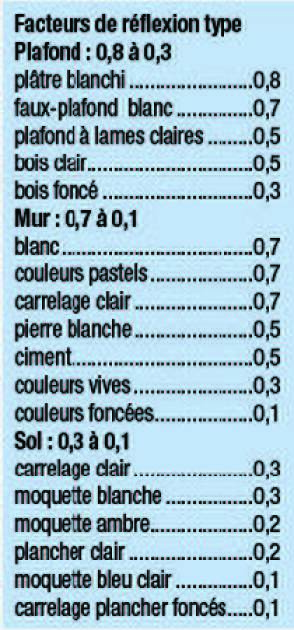 Facteurs de réflexion type
Plafond : 0,8 à 0,3
plâtre blanchi ......................0,8
faux-plafond blanc ..............0,7
plafond à lames claires ........0,5
bois clair.............................0,5
bois foncé ..........................0,3
Mur : 0,7 à 0,1
blanc..................................0,7
couleurs pastels..................0,7
carrelage clair .....................0,7
pierre blanche.....................0,5
ciment................................0,5
couleurs vives.....................0,3
couleurs foncées.................0,1
Sol : 0,3 à 0,1
carrelage clair .....................0,3
moquette blanche ...............0,3
moquette ambre..................0,2
plancher clair ......................0,2
moquette bleu clair .............0,1
carrelage plancher foncés.....0,1